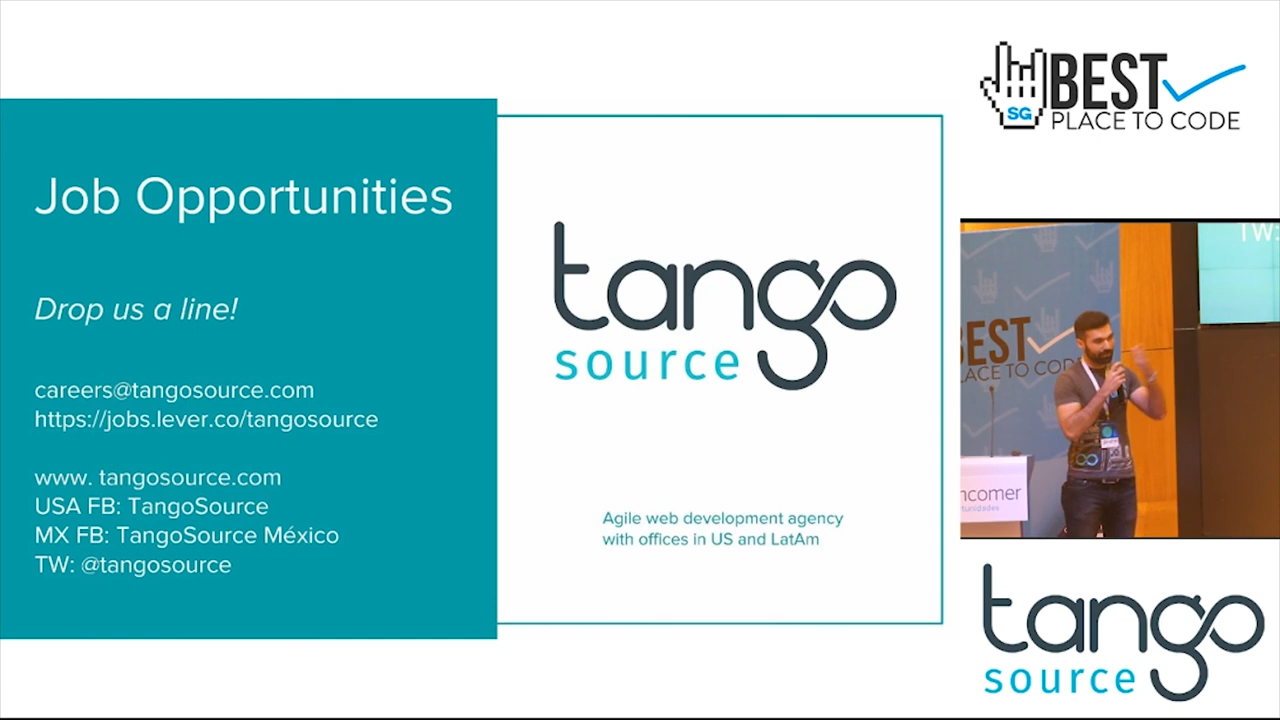 Job Opportunities
Drop us a line!
careers@tangosource.com
https://jobs.lever.co/tangosource
www. tangosource.com
USA FB: TangoSource
MX FB: TangoSource México
TW: @tangosource
tango
source
Agile web development agency
with offices in US and LatAm
SG
BEST
PLACE TO CODE
TW:
BEST
PLACE TO CODE
ncomer
rtunidades
tango
source